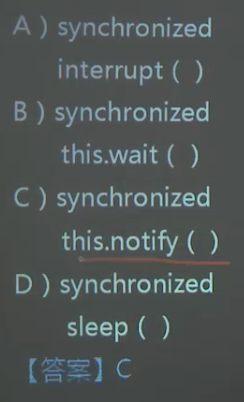 A）synchronized
interrupt（ ）
B）synchronized
this.wait（ ）
C）synchronized
this.notify（ ）
D）synchronized
sleep（ ）
【答案】C